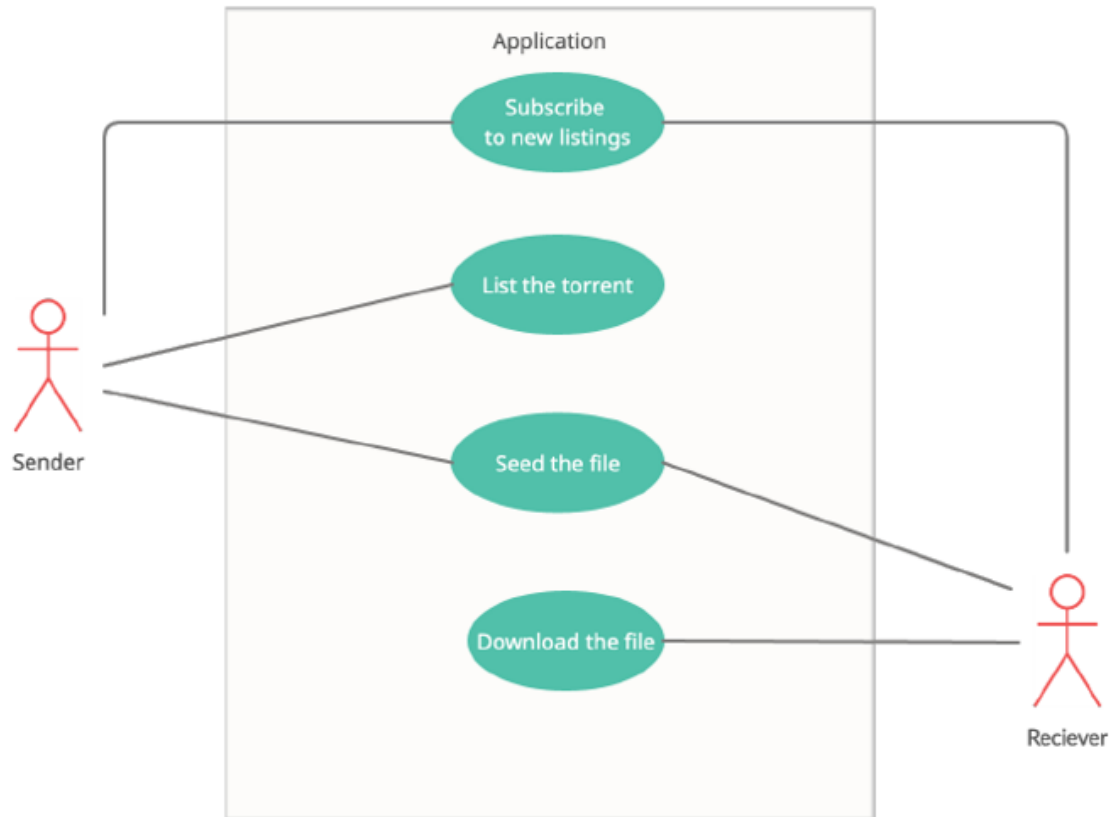 Application
Subscribe
to new listings
List the torrent
Seed the file
Sender
Download the file
Reciever